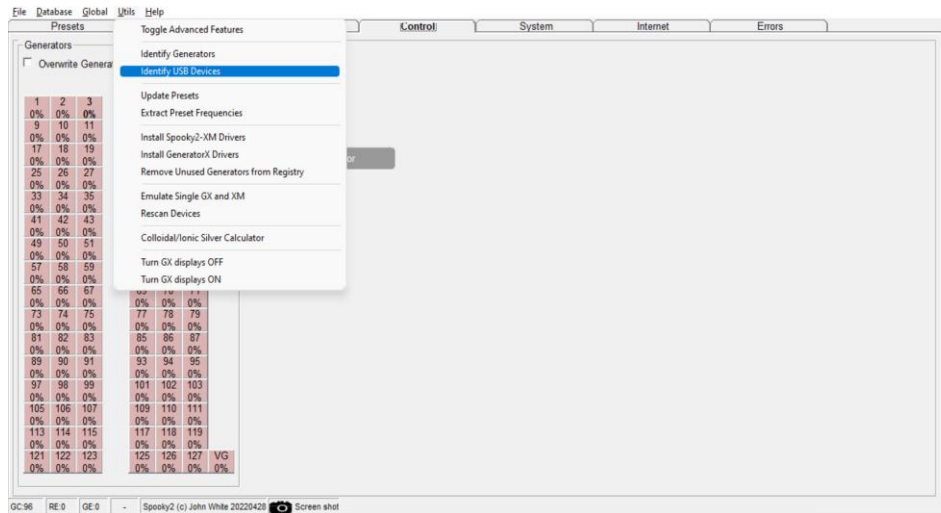 File Database Global Utils Help
Presets Control System Internet Errors
Toggle Advanced Features
Identify Generators
Identify USB Devices
Update Presets
Extract Preset Frequencies
Install Spooky2-XM Drivers
Install GeneratorX Drivers
Remove Unused Generators from Registry
Emulate Single GX and XM
Rescan Devices
Colloidal/Ionic Silver Calculator
Turn GX displays OFF
Turn GX displays ON
Generators
Overwrite Genera
or
1 2 3
0% 0% 0%
9 10 11
0% 0% 0%
17 18 19
0% 0% 0%
25 26 27
0% 0% 0%
33 34 35
0% 0% 0%
41 42 43
0% 0% 0%
49 50 51
0% 0% 0%
57 58 59
0% 0% 0%
65 66 67
0% 0% 0% 0% 0% 0%
73 74 75 77 78 79
0% 0% 0% 0% 0% 0%
81 82 83 85 86 87
0% 0% 0% 0% 0% 0%
89 90 91 93 94 95
0% 0% 0% 0% 0% 0%
97 98 99 101 102 103
0% 0% 0% 0% 0% 0%
105 106 107 109 110 111
0% 0% 0% 0% 0% 0%
113 114 115 117 118 119
0% 0% 0% 0% 0% 0%
121 122 123 125 126 127 VG
0% 0% 0% 0% 0% 0% 0%
GC:96 RE:0 GE:0 - Spooky2 (c) John White 20220428 Screen shot